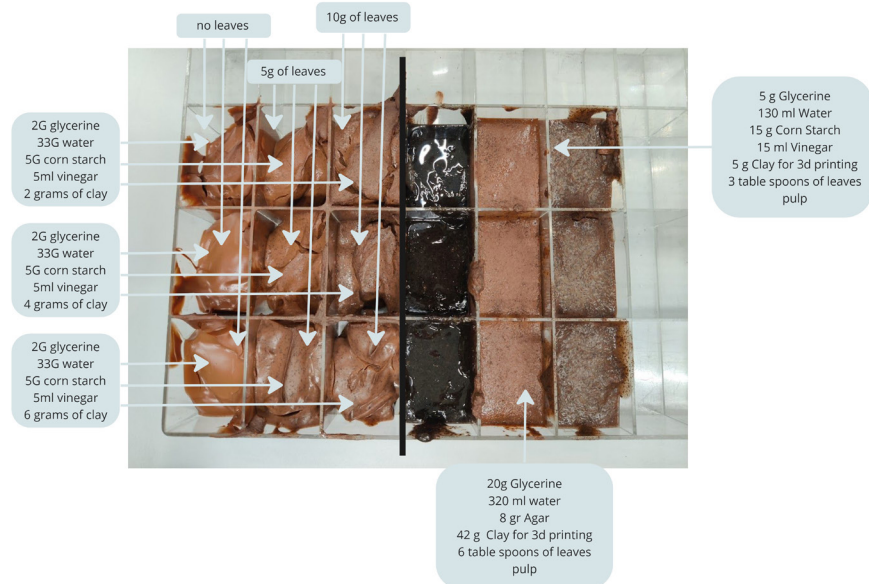 no leaves
10g of leaves
5g of leaves
2G glycerine
33G water
5G corn starch
5ml vinegar
2 grams of clay
2G glycerine
33G water
5G corn starch
5ml vinegar
4 grams of clay
2G glycerine
33G water
5G corn starch
5ml vinegar
6 grams of clay
5 g Glycerine
130 ml Water
15 g Corn Starch
15 ml Vinegar
5 g Clay for 3d printing
3 table spoons of leaves
pulp
20g Glycerine
320 ml water
8 gr Agar
42 g Clay for 3d printing
6 table spoons of leaves
pulp